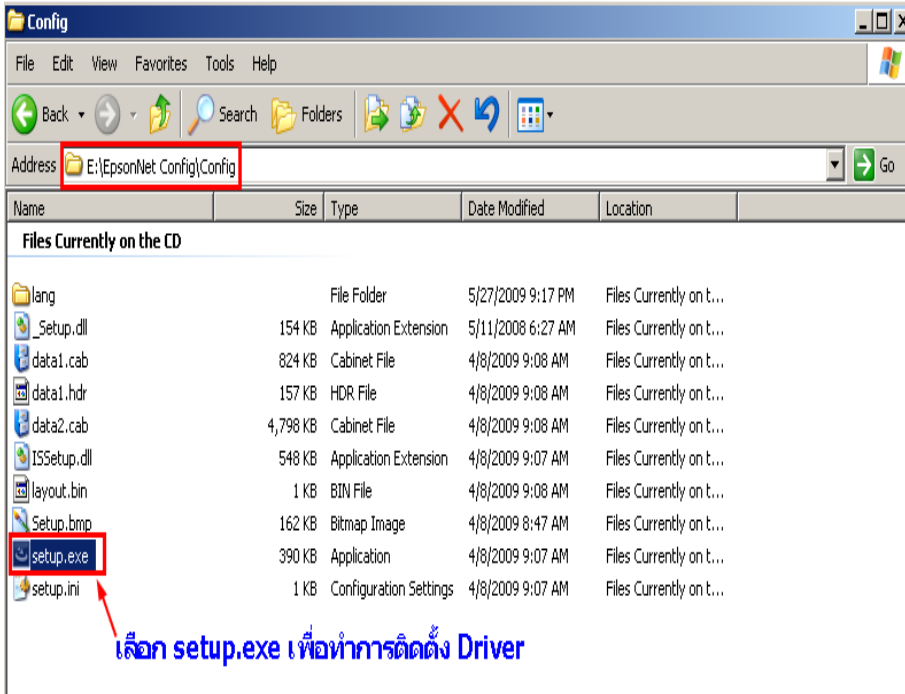 Config
File Edit View Favorites Tools Help
Back Search Folders
Address E:\EpsonNet Config\Config Go
Name Size Type Date Modified Location
Files Currently on the CD
lang File Folder 5/27/2009 9:17 PM Files Currently on t...
_Setup.dll 154 KB Application Extension 5/11/2008 6:27 AM Files Currently on t...
data1.cab 824 KB Cabinet File 4/8/2009 9:08 AM Files Currently on t...
data1.hdr 157 KB HDR File 4/8/2009 9:08 AM Files Currently on t...
data2.cab 4,798 KB Cabinet File 4/8/2009 9:08 AM Files Currently on t...
ISSetup.dll 548 KB Application Extension 4/8/2009 9:07 AM Files Currently on t...
layout.bin 1 KB BIN File 4/8/2009 9:08 AM Files Currently on t...
Setup.bmp 162 KB Bitmap Image 4/8/2009 8:47 AM Files Currently on t...
setup.exe 390 KB Application 4/8/2009 9:07 AM Files Currently on t...
setup.ini 1 KB Configuration Settings 4/8/2009 9:07 AM Files Currently on t...
เลือก setup.exe เพื่อทำการติดตั้ง Driver